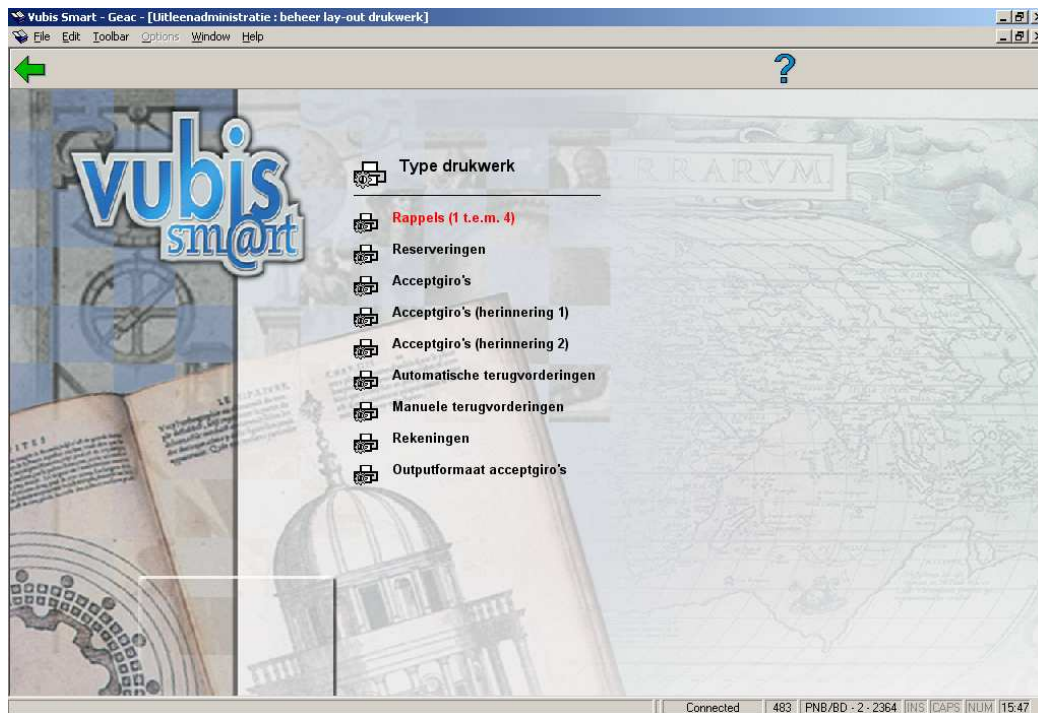 Vubis Smart - Geac - [Uitleenadministratie : beheer lay-out drukwerk]
File Edit Toolbar Options Window Help
?
vubis
sm@rt
RRARVM
Type drukwerk
Rappels (1 t.e.m. 4)
Reserveringen
Acceptgiro's
Acceptgiro's (herinnering 1)
Acceptgiro's (herinnering 2)
Automatische terugvorderingen
Manuele terugvorderingen
Rekeningen
Outputformaat acceptgiro's
Connected 483 PNB/BD - 2 - 2364 INS CAPS NUM 15:47